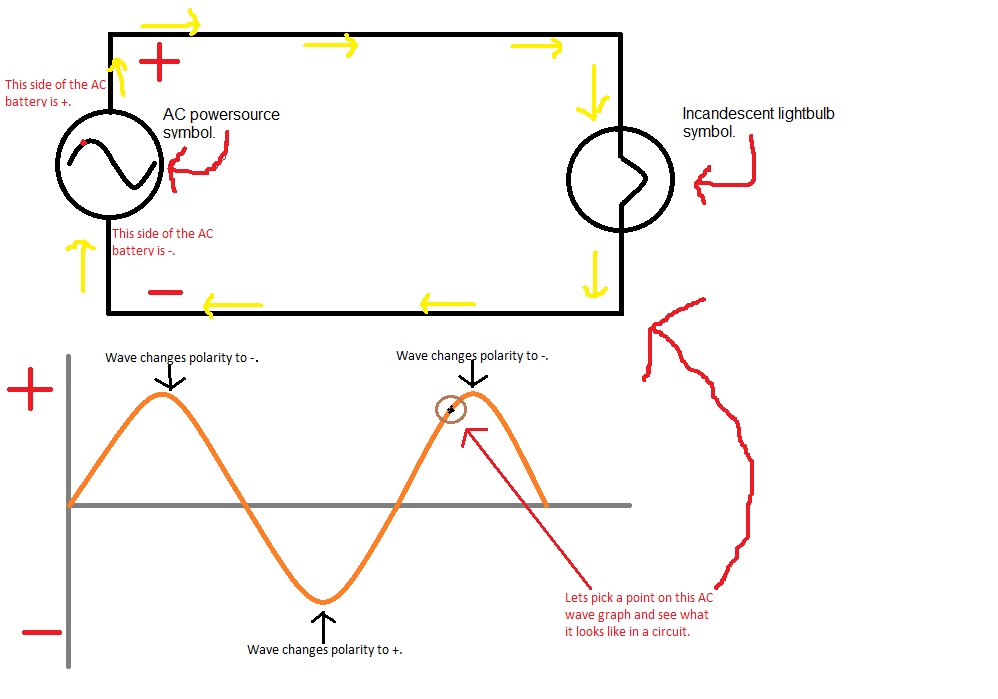 +
This side of the AC
battery is +.
AC powersource
symbol.
Incandescent lightbulb
symbol.
This side of the AC
battery is -.
−
Wave changes polarity to -.
Wave changes polarity to -.
+
Lets pick a point on this AC
wave graph and see what
it looks like in a circuit.
−
Wave changes polarity to +.